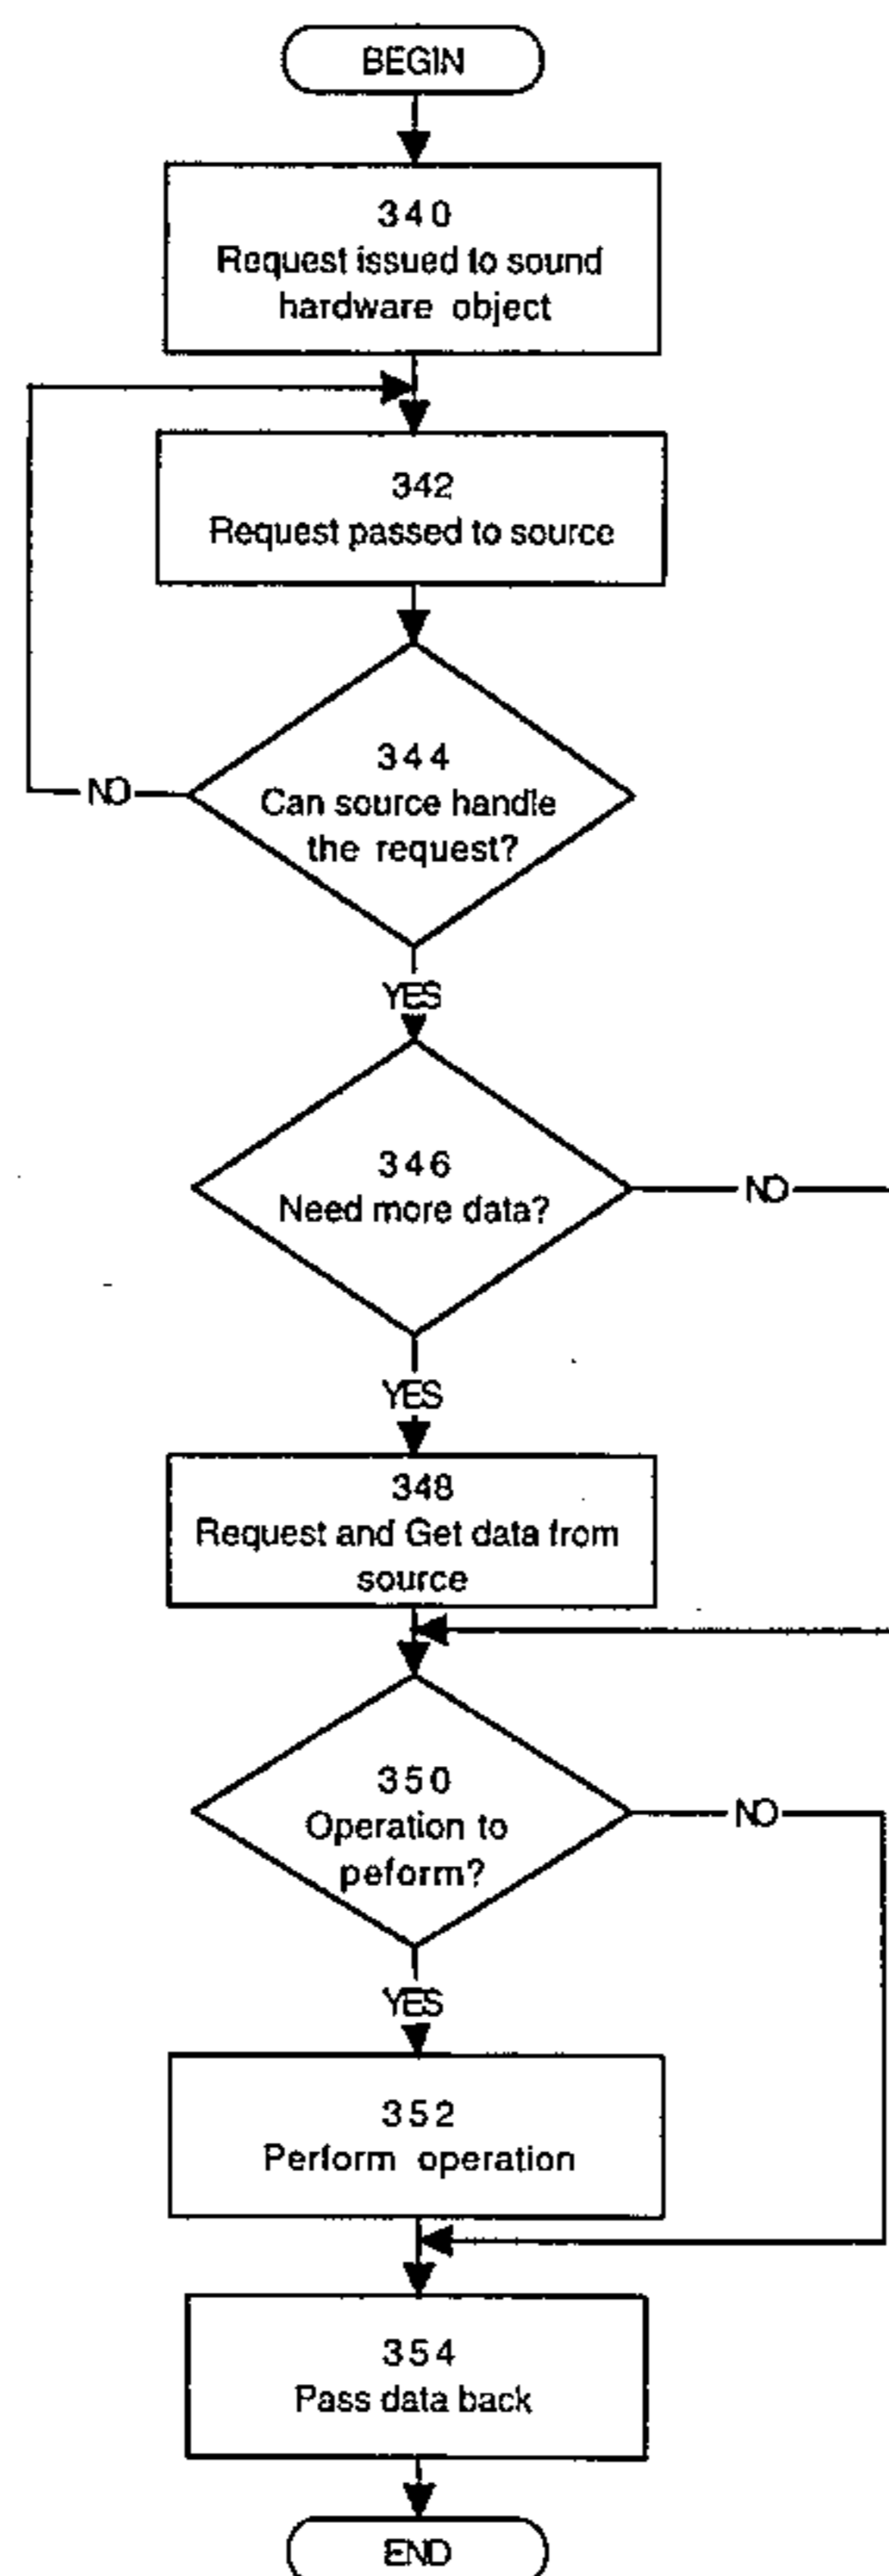 BEGIN
340
Request issued to sound
hardware object
342
Request passed to source
344
Can source handle
the request?
NO
YES
346
Need more data?
NO
YES
348
Request and Get data from
source
350
Operation to
peform?
NO
YES
352
Perform operation
354
Pass data back
END